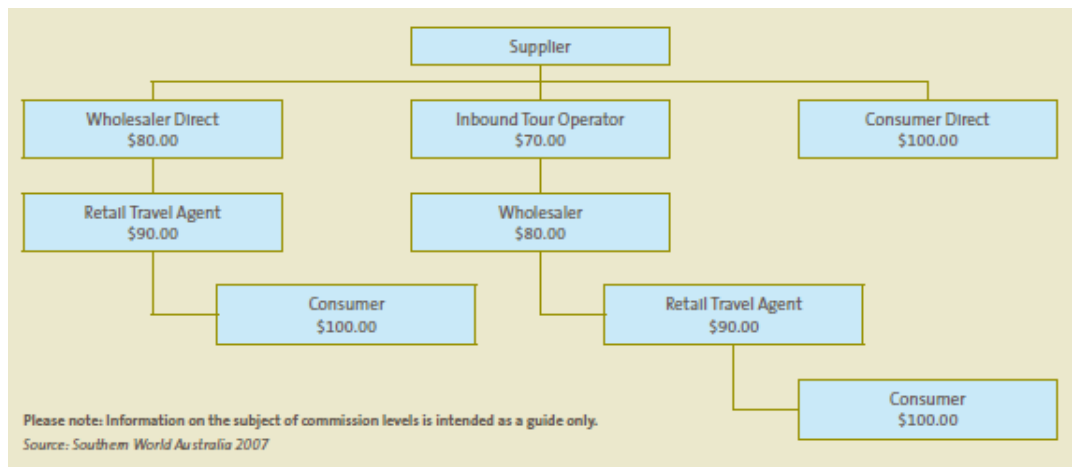 Supplier
Wholesaler Direct
$80.00
Inbound Tour Operator
$70.00
Consumer Direct
$100.00
Retail Travel Agent
$90.00
Wholesaler
$80.00
Consumer
$100.00
Retail Travel Agent
$90.00
Consumer
$100.00
Please note: Information on the subject of commission levels is intended as a guide only.
Source: Southern World Australia 2007